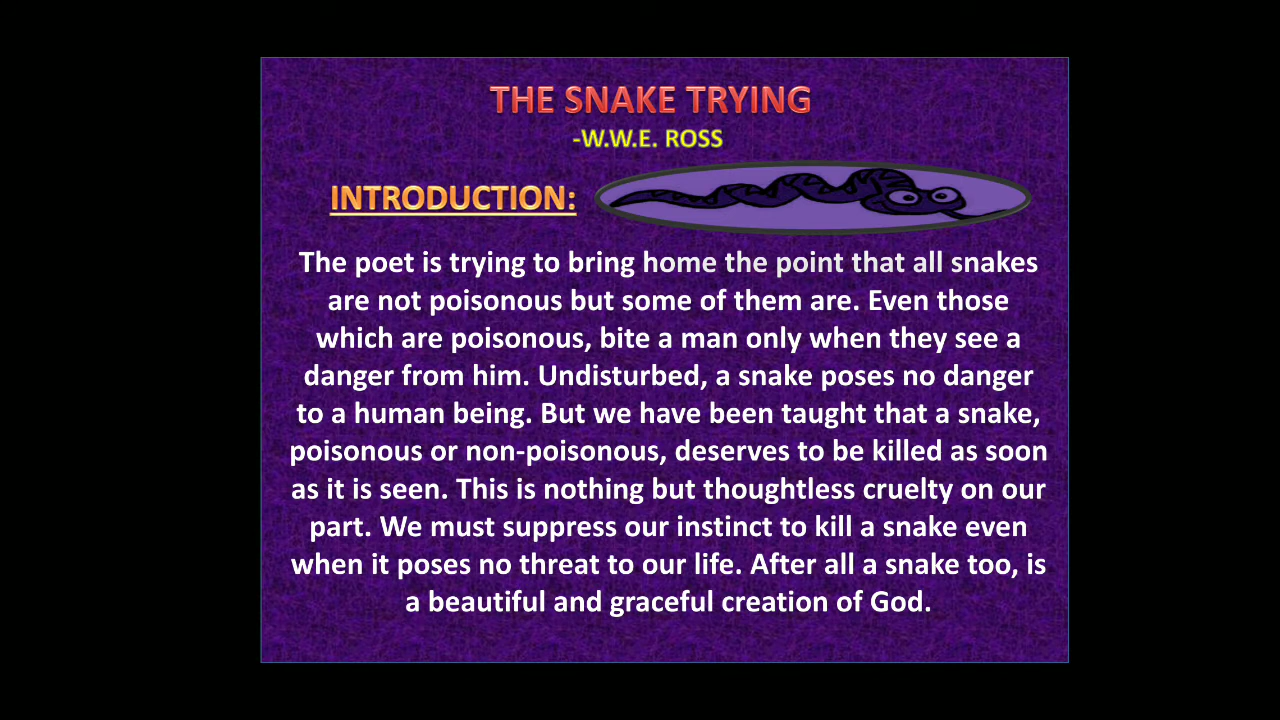 THE SNAKE TRYING
-W.W.E. ROSS
INTRODUCTION:
The poet is trying to bring home the point that all snakes
are not poisonous but some of them are. Even those
which are poisonous, bite a man only when they see a
danger from him. Undisturbed, a snake poses no danger
to a human being. But we have been taught that a snake,
poisonous or non-poisonous, deserves to be killed as soon
as it is seen. This is nothing but thoughtless cruelty on our
part. We must suppress our instinct to kill a snake even
when it poses no threat to our life. After all a snake too, is
a beautiful and graceful creation of God.